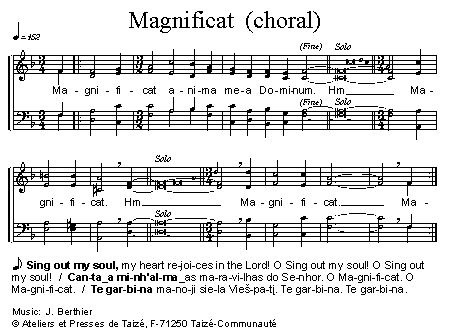 Magnificat (choral)
♩ = 152
(Fine) Solo
Ma - gni - fi - cat a - ni - ma me - a Do - mi - num. Hm Ma -
(Fine) Solo
Solo
gni - fi - cat. Hm Ma - gni - fi - cat. Ma -
Solo
♪ Sing out my soul, my heart re-joi-ces in the Lord! O Sing out my soul! O Sing out
my soul! / Can-ta_a mi-nh'al-ma_as ma-ra-vi-lhas do Se-nhor. O Ma-gni-fi-cat. O
Ma-gni-fi-cat. / Te gar-bi-na ma-no-ji sie-la Vieš-pa-tį. Te gar-bi-na. Te gar-bi-na.
Music: J. Berthier
© Ateliers et Presses de Taizé, F-71250 Taizé-Communauté